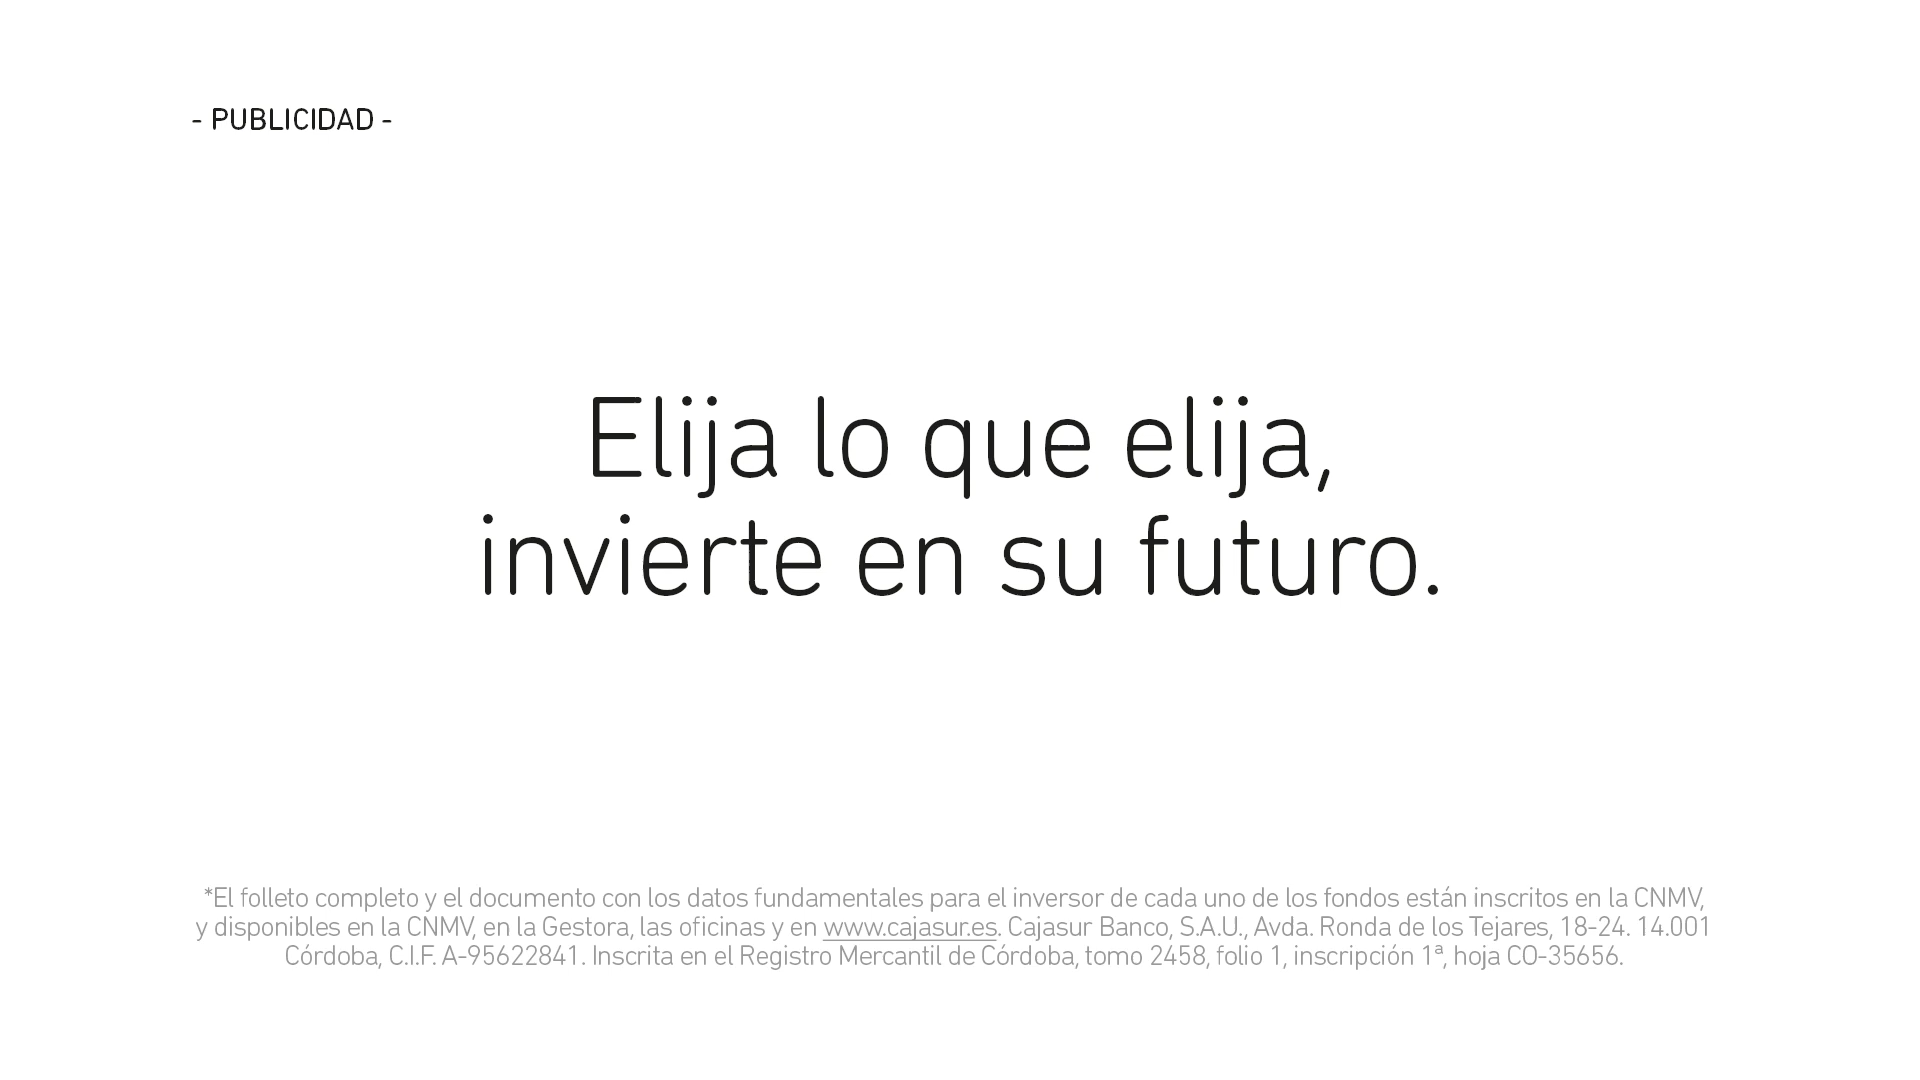 - PUBLICIDAD -
Elija lo que elija,
invierte en su futuro.
*El folleto completo y el documento con los datos fundamentales para el inversor de cada uno de los fondos están inscritos en la CNMV,
y disponibles en la CNMV, en la Gestora, las oficinas y en www.cajasur.es. Cajasur Banco, S.A.U., Avda. Ronda de los Tejares, 18-24. 14.001
Córdoba, C.I.F. A-95622841. Inscrita en el Registro Mercantil de Córdoba, tomo 2458, folio 1, inscripción 1ª, hoja CO-35656.